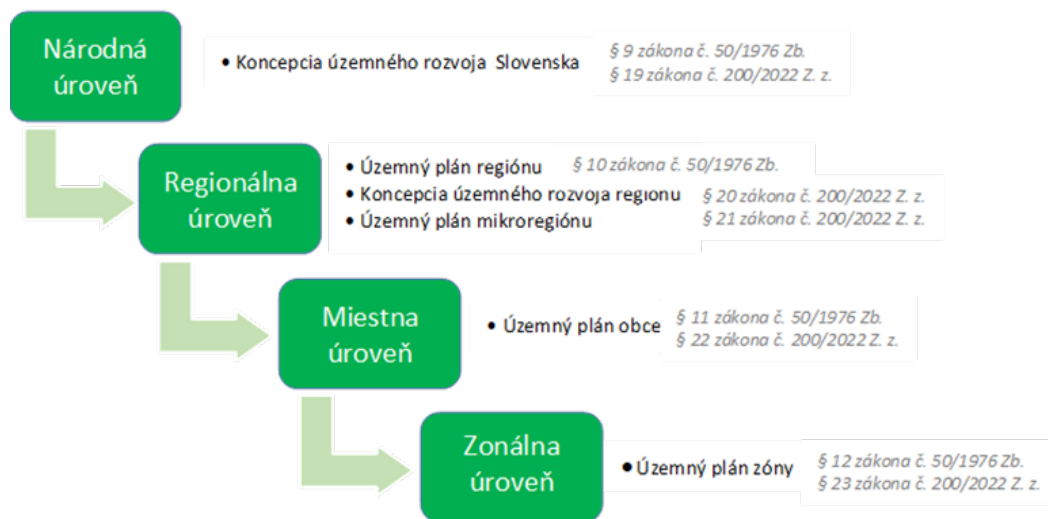 Národná
úroveň
• Koncepcia územného rozvoja Slovenska
§ 9 zákona č. 50/1976 Zb.
§ 19 zákona č. 200/2022 Z. z.
Regionálna
úroveň
• Územný plán regiónu
§ 10 zákona č. 50/1976 Zb.
• Koncepcia územného rozvoja regionu
§ 20 zákona č. 200/2022 Z. z.
• Územný plán mikroregiónu
§ 21 zákona č. 200/2022 Z. z.
Miestna
úroveň
• Územný plán obce
§ 11 zákona č. 50/1976 Zb.
§ 22 zákona č. 200/2022 Z. z.
Zonálna
úroveň
• Územný plán zóny
§ 12 zákona č. 50/1976 Zb.
§ 23 zákona č. 200/2022 Z. z.